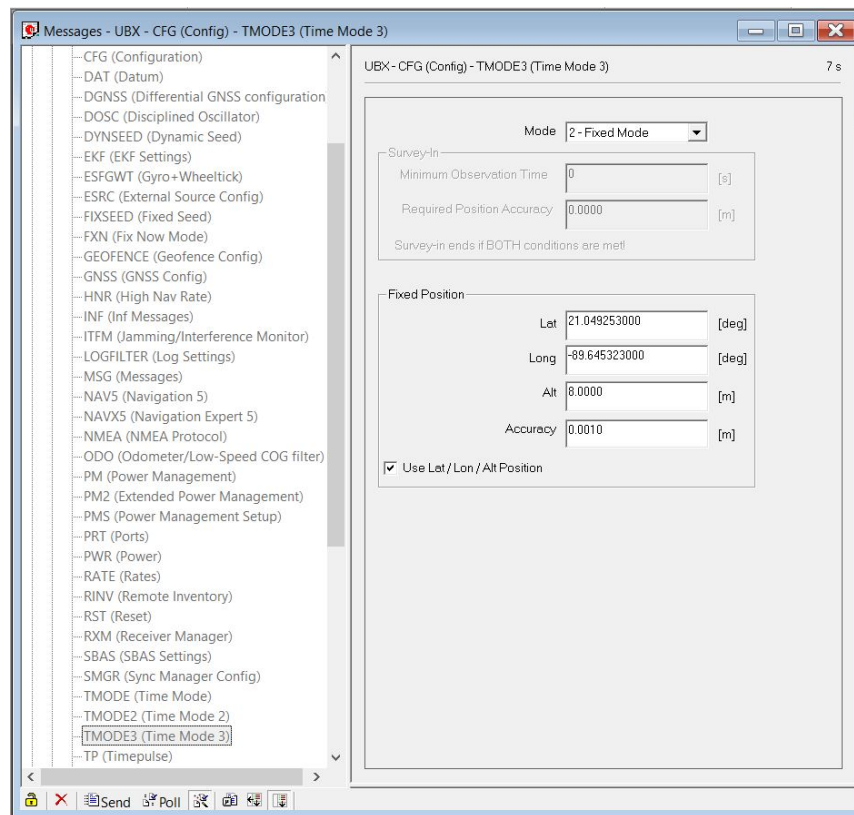 Messages - UBX - CFG (Config) - TMODE3 (Time Mode 3)
CFG (Configuration)
DAT (Datum)
DGNSS (Differential GNSS configuration
DOSC (Disciplined Oscillator)
DYNSEED (Dynamic Seed)
EKF (EKF Settings)
ESFGWT (Gyro+Wheeltick)
ESRC (External Source Config)
FIXSEED (Fixed Seed)
FXN (Fix Now Mode)
GEOFENCE (Geofence Config)
GNSS (GNSS Config)
HNR (High Nav Rate)
INF (Inf Messages)
ITFM (Jamming/Interference Monitor)
LOGFILTER (Log Settings)
MSG (Messages)
NAV5 (Navigation 5)
NAVX5 (Navigation Expert 5)
NMEA (NMEA Protocol)
ODO (Odometer/Low-Speed COG filter)
PM (Power Management)
PM2 (Extended Power Management)
PMS (Power Management Setup)
PRT (Ports)
PWR (Power)
RATE (Rates)
RINV (Remote Inventory)
RST (Reset)
RXM (Receiver Manager)
SBAS (SBAS Settings)
SMGR (Sync Manager Config)
TMODE (Time Mode)
TMODE2 (Time Mode 2)
TMODE3 (Time Mode 3)
TP (Timepulse)
UBX - CFG (Config) - TMODE3 (Time Mode 3) 7 s
Mode 2 - Fixed Mode
Survey-In
Minimum Observation Time 0 [s]
Required Position Accuracy 0.0000 [m]
Survey-in ends if BOTH conditions are met!
Fixed Position
Lat 21.049253000 [deg]
Long -89.645323000 [deg]
Alt 8.0000 [m]
Accuracy 0.0010 [m]
Use Lat / Lon / Alt Position
Send Poll